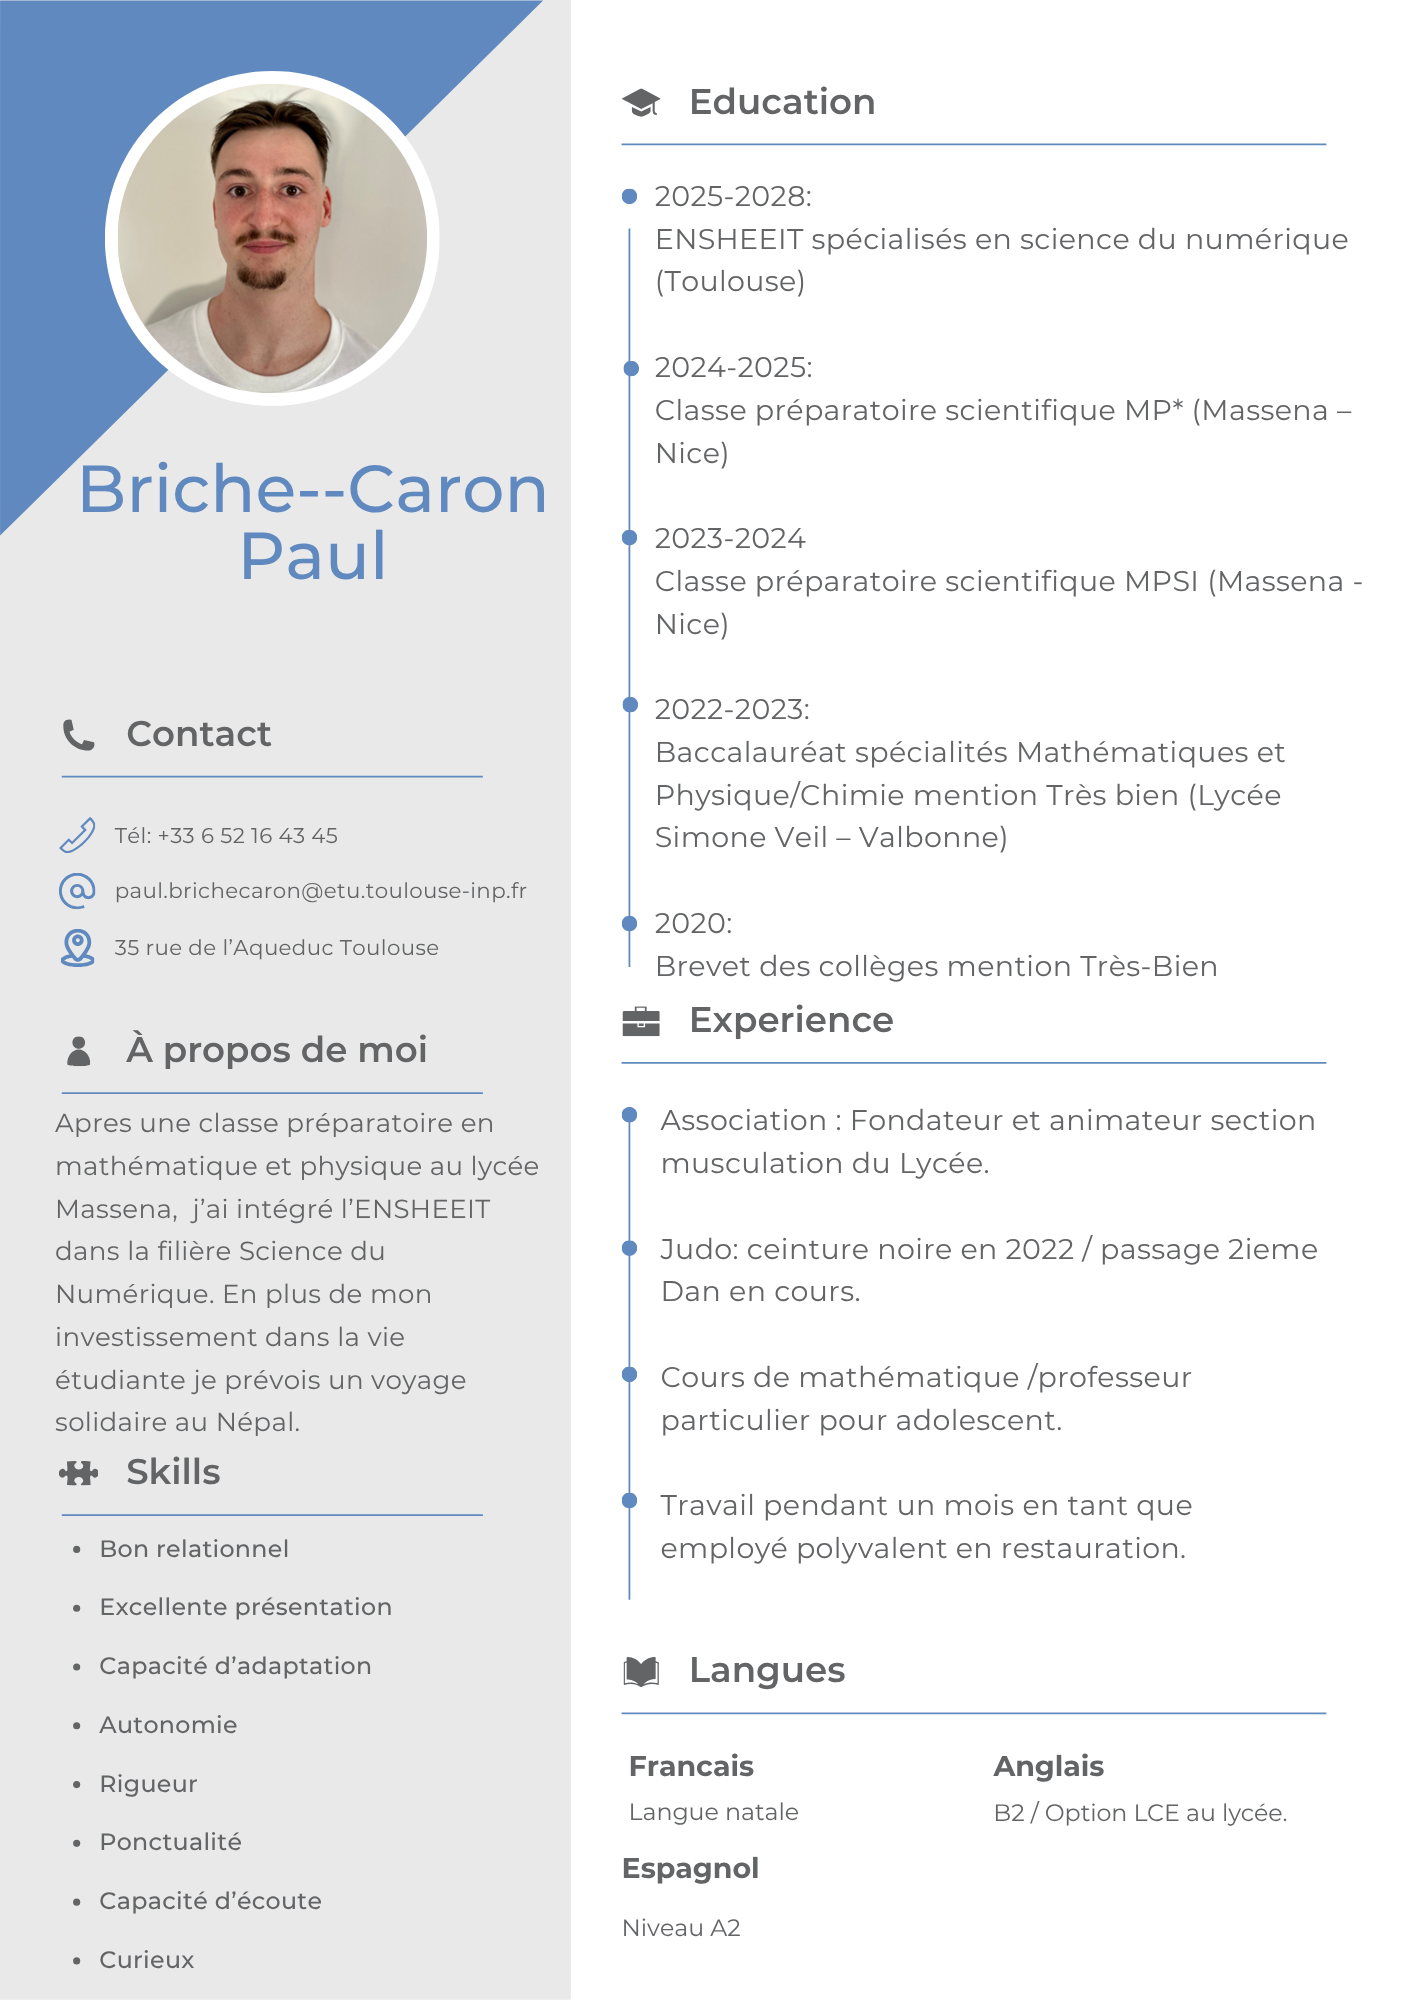 Briche--Caron
Paul
Contact
Tél: +33 6 52 16 43 45
paul.brichecaron@etu.toulouse-inp.fr
35 rue de l’Aqueduc Toulouse
À propos de moi
Apres une classe préparatoire en
mathématique et physique au lycée
Massena,  j’ai intégré l’ENSHEEIT
dans la filière Science du
Numérique. En plus de mon
investissement dans la vie
étudiante je prévois un voyage
solidaire au Népal.
Skills
• Bon relationnel
• Excellente présentation
• Capacité d’adaptation
• Autonomie
• Rigueur
• Ponctualité
• Capacité d’écoute
• Curieux
Education
2025-2028:
ENSHEEIT spécialisés en science du numérique
(Toulouse)
2024-2025:
Classe préparatoire scientifique MP* (Massena –
Nice)
2023-2024
Classe préparatoire scientifique MPSI (Massena -
Nice)
2022-2023:
Baccalauréat spécialités Mathématiques et
Physique/Chimie mention Très bien (Lycée
Simone Veil – Valbonne)
2020:
Brevet des collèges mention Très-Bien
Experience
Association : Fondateur et animateur section
musculation du Lycée.
Judo: ceinture noire en 2022 / passage 2ieme
Dan en cours.
Cours de mathématique /professeur
particulier pour adolescent.
Travail pendant un mois en tant que
employé polyvalent en restauration.
Langues
Francais
Langue natale
Anglais
B2 / Option LCE au lycée.
Espagnol
Niveau A2